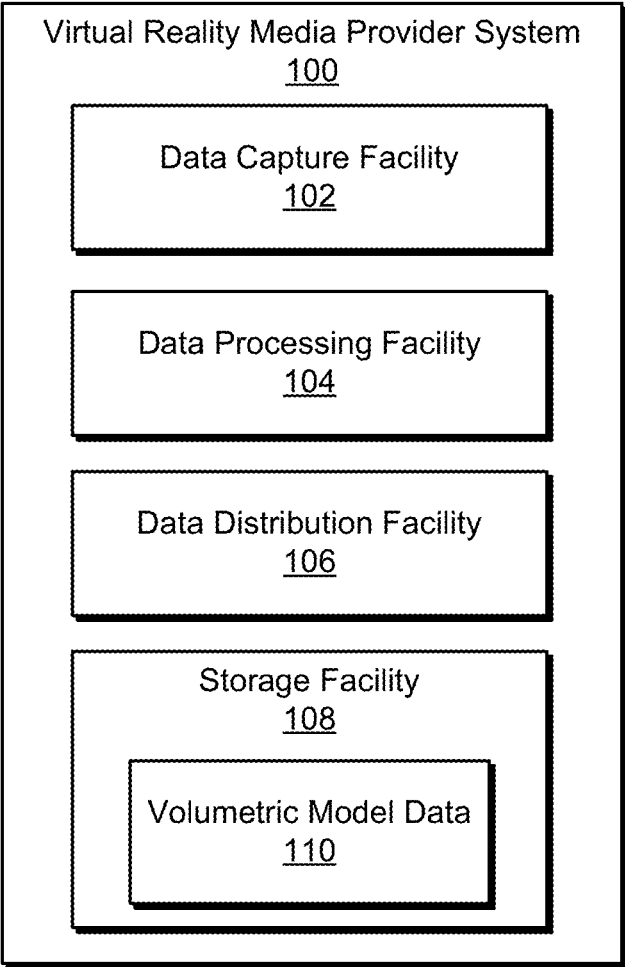 Virtual Reality Media Provider System
100
Data Capture Facility
102
Data Processing Facility
104
Data Distribution Facility
106
Storage Facility
108
Volumetric Model Data
110